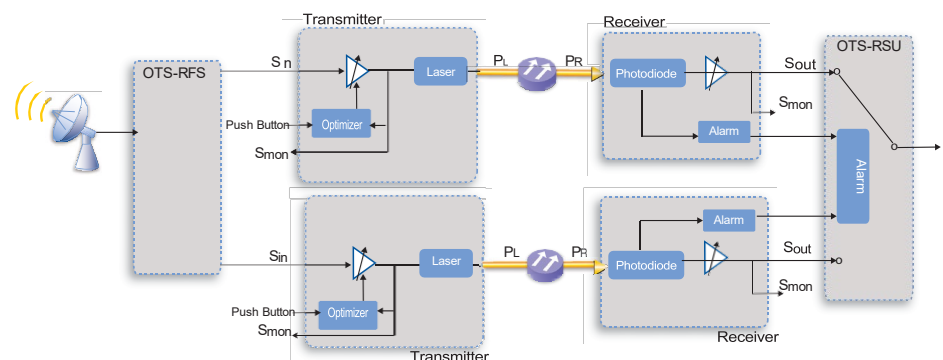 Transmitter
Receiver
OTS-RFS
S n
PL
PR
Laser
Photodiode
Sout
OTS-RSU
Push Button
Optimizer
Smon
Alarm
Smon
Alarm
Sin
PL
PR
Laser
Photodiode
Alarm
Sout
Push Button
Optimizer
Smon
Smon
Transmitter
Receiver